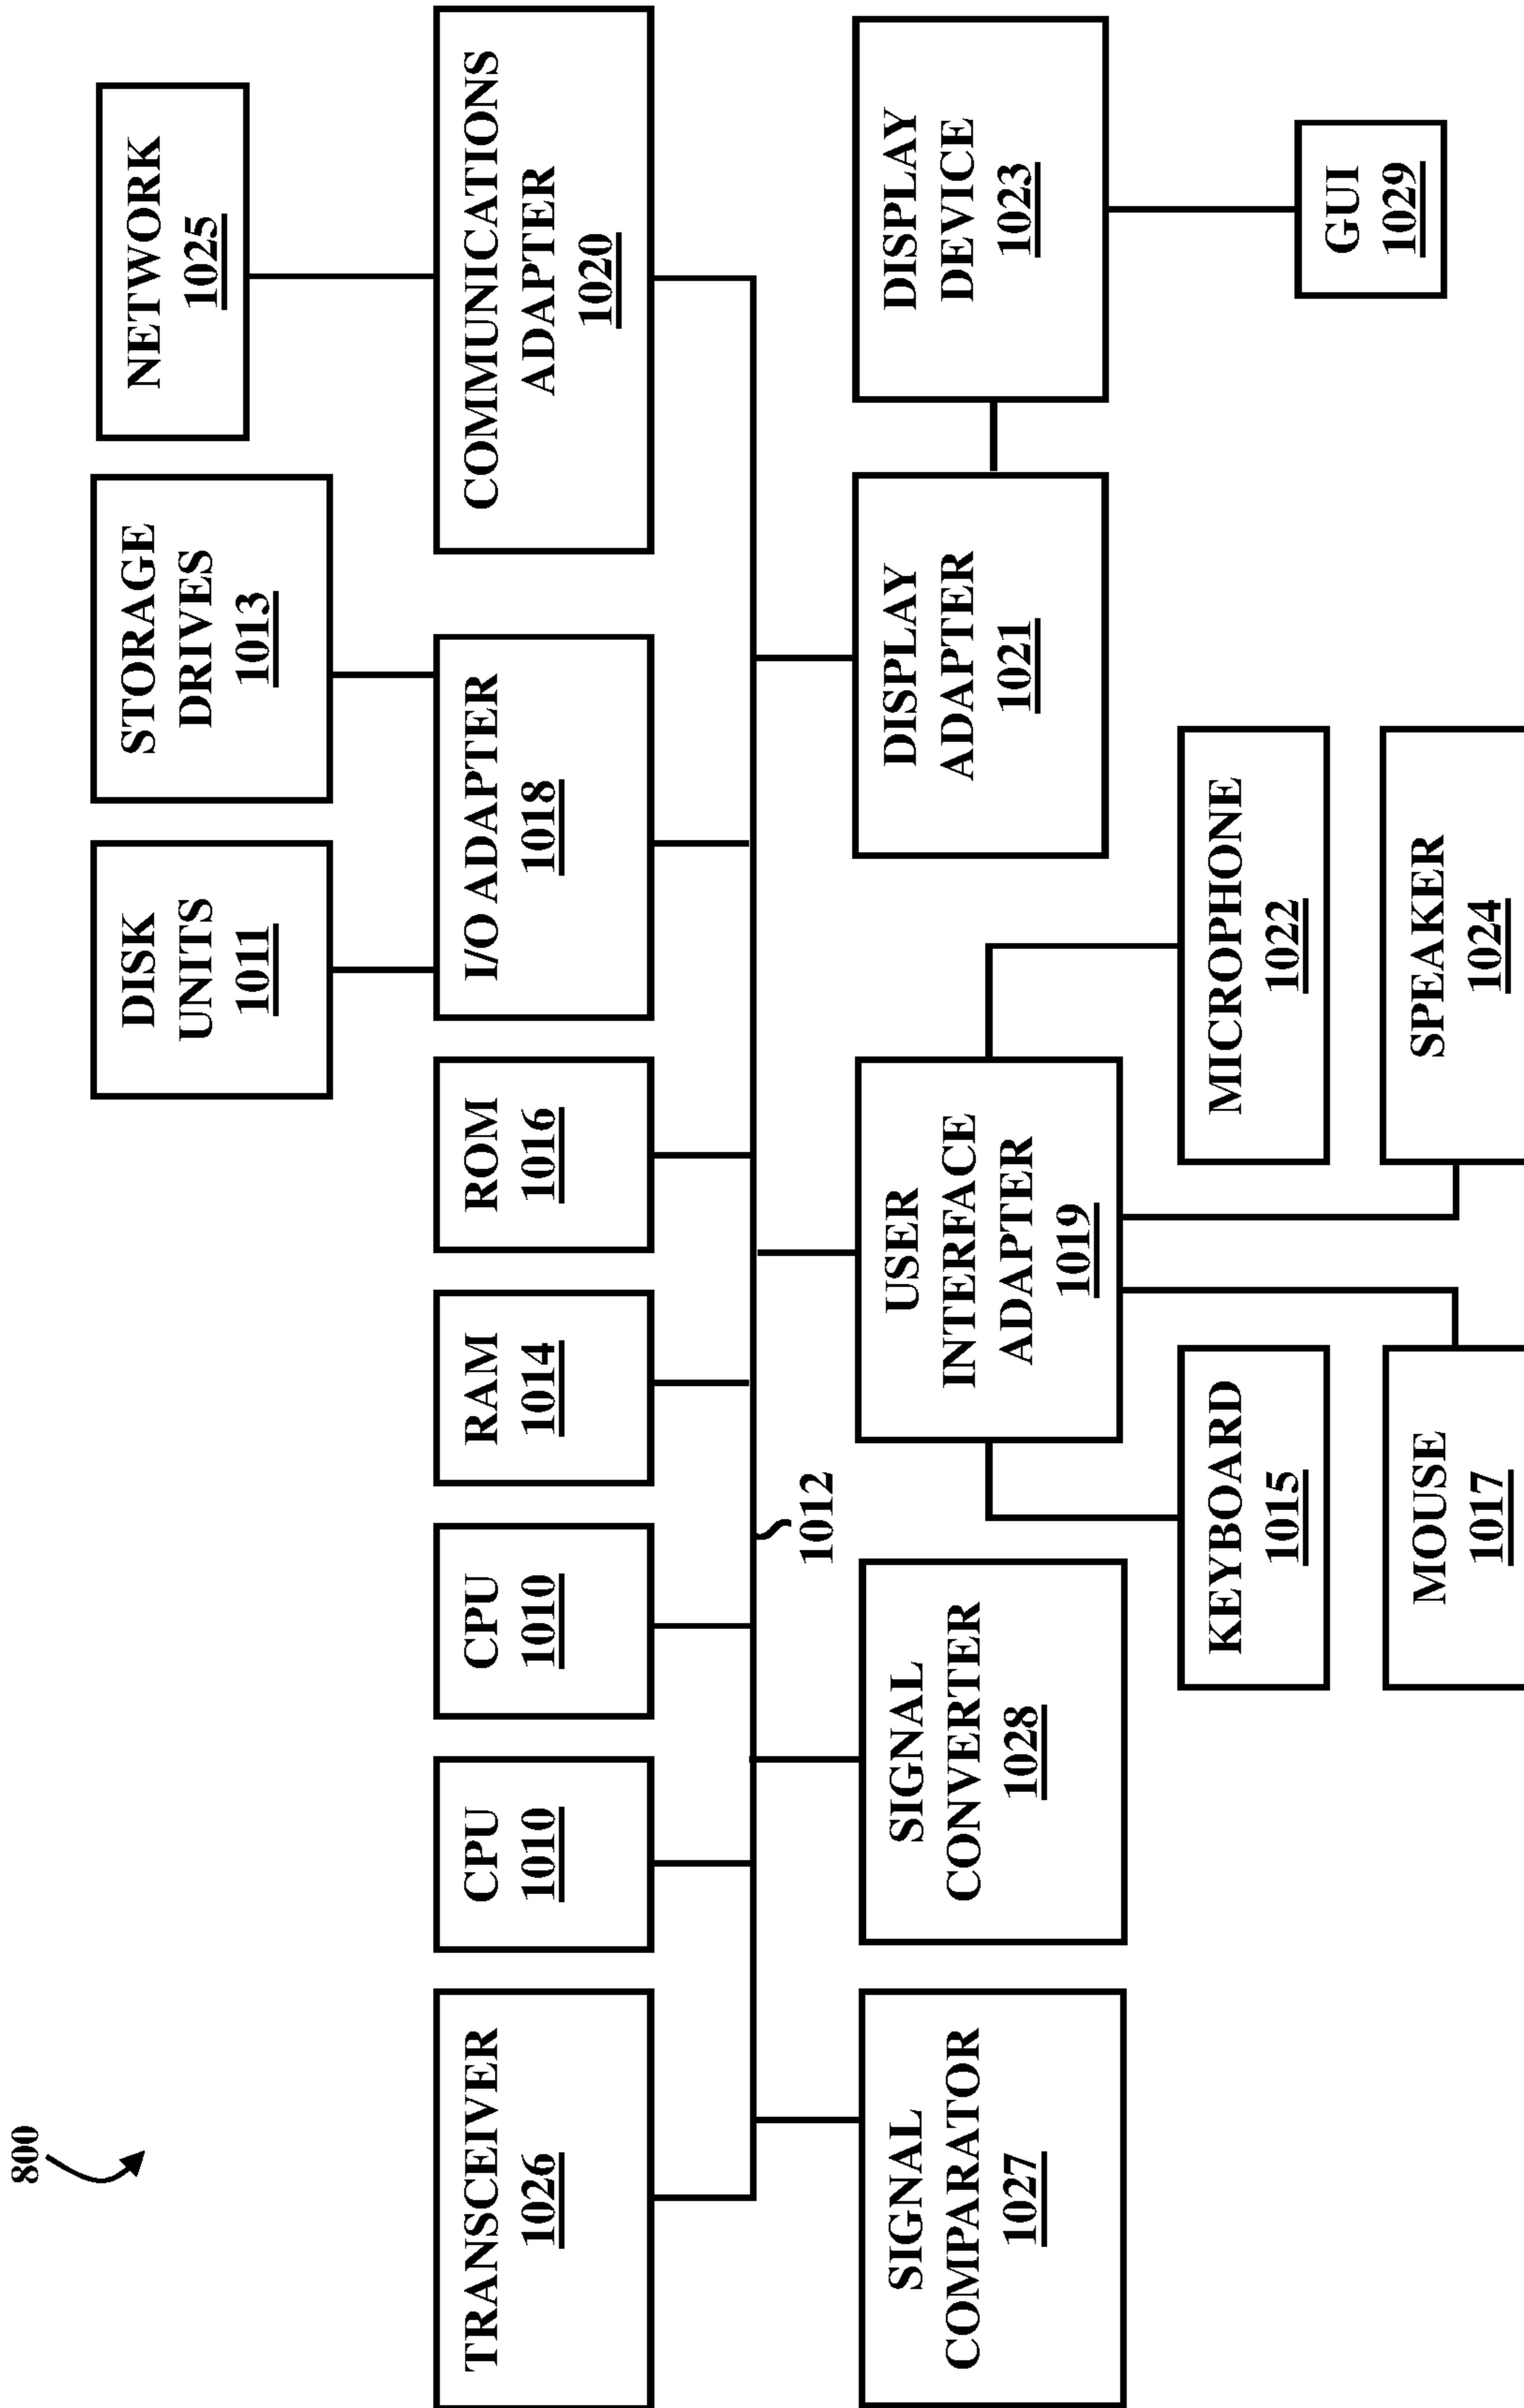 800
NETWORK
1025
DISK
UNITS
1011
STORAGE
DRIVES
1013
TRANSCEIVER
1026
CPU
1010
CPU
1010
RAM
1014
ROM
1016
I/O ADAPTER
1018
COMMUNICATIONS
ADAPTER
1020
1012
SIGNAL
COMPARATOR
1027
SIGNAL
CONVERTER
1028
USER
INTERFACE
ADAPTER
1019
DISPLAY
ADAPTER
1021
DISPLAY
DEVICE
1023
KEYBOARD
1015
MICROPHONE
1022
GUI
1029
MOUSE
1017
SPEAKER
1024